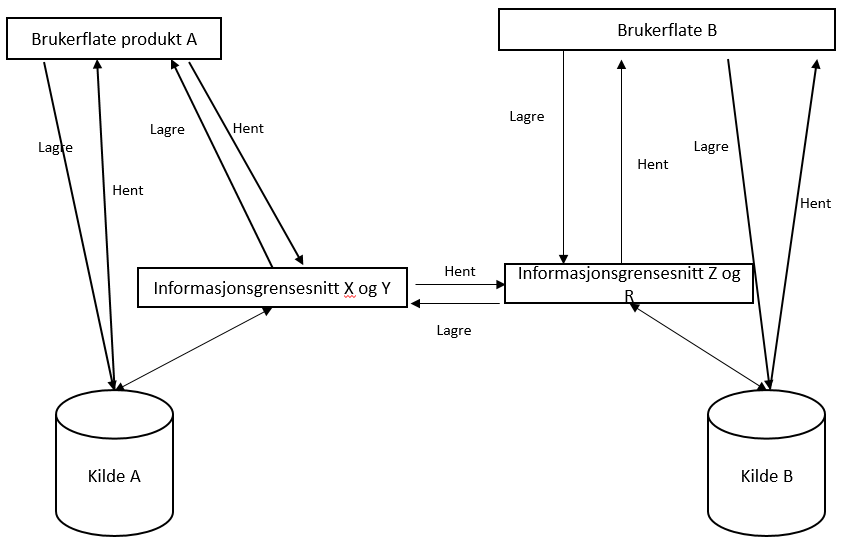 Brukerflate produkt A
Brukerflate B
Lagre
Lagre
Hent
Lagre
Hent
Lagre
Hent
Hent
Hent
Informasjonsgrensesnitt X og Y
Hent
Informasjonsgrensesnitt Z og
R
Lagre
Kilde A
Kilde B